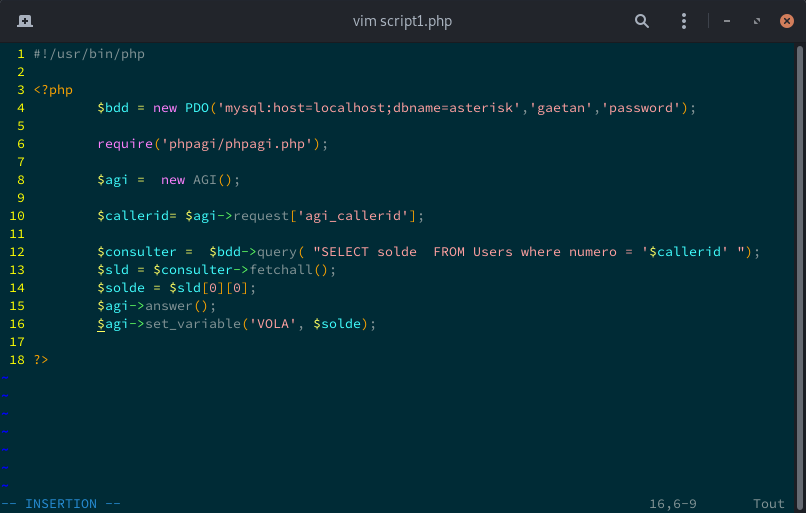 vim script1.php
1 #!/usr/bin/php
2
3 <?php
4 $bdd = new PDO('mysql:host=localhost;dbname=asterisk','gaetan','password');
5
6 require('phpagi/phpagi.php');
7
8 $agi =  new AGI();
9
10 $callerid= $agi->request['agi_callerid'];
11
12 $consulter =  $bdd->query( "SELECT solde  FROM Users where numero = '$callerid' ");
13 $sld = $consulter->fetchall();
14 $solde = $sld[0][0];
15 $agi->answer();
16 $agi->set_variable('VOLA', $solde);
17
18 ?>
~
~
~
~
~
~
~
-- INSERTION -- 16,6-9 Tout